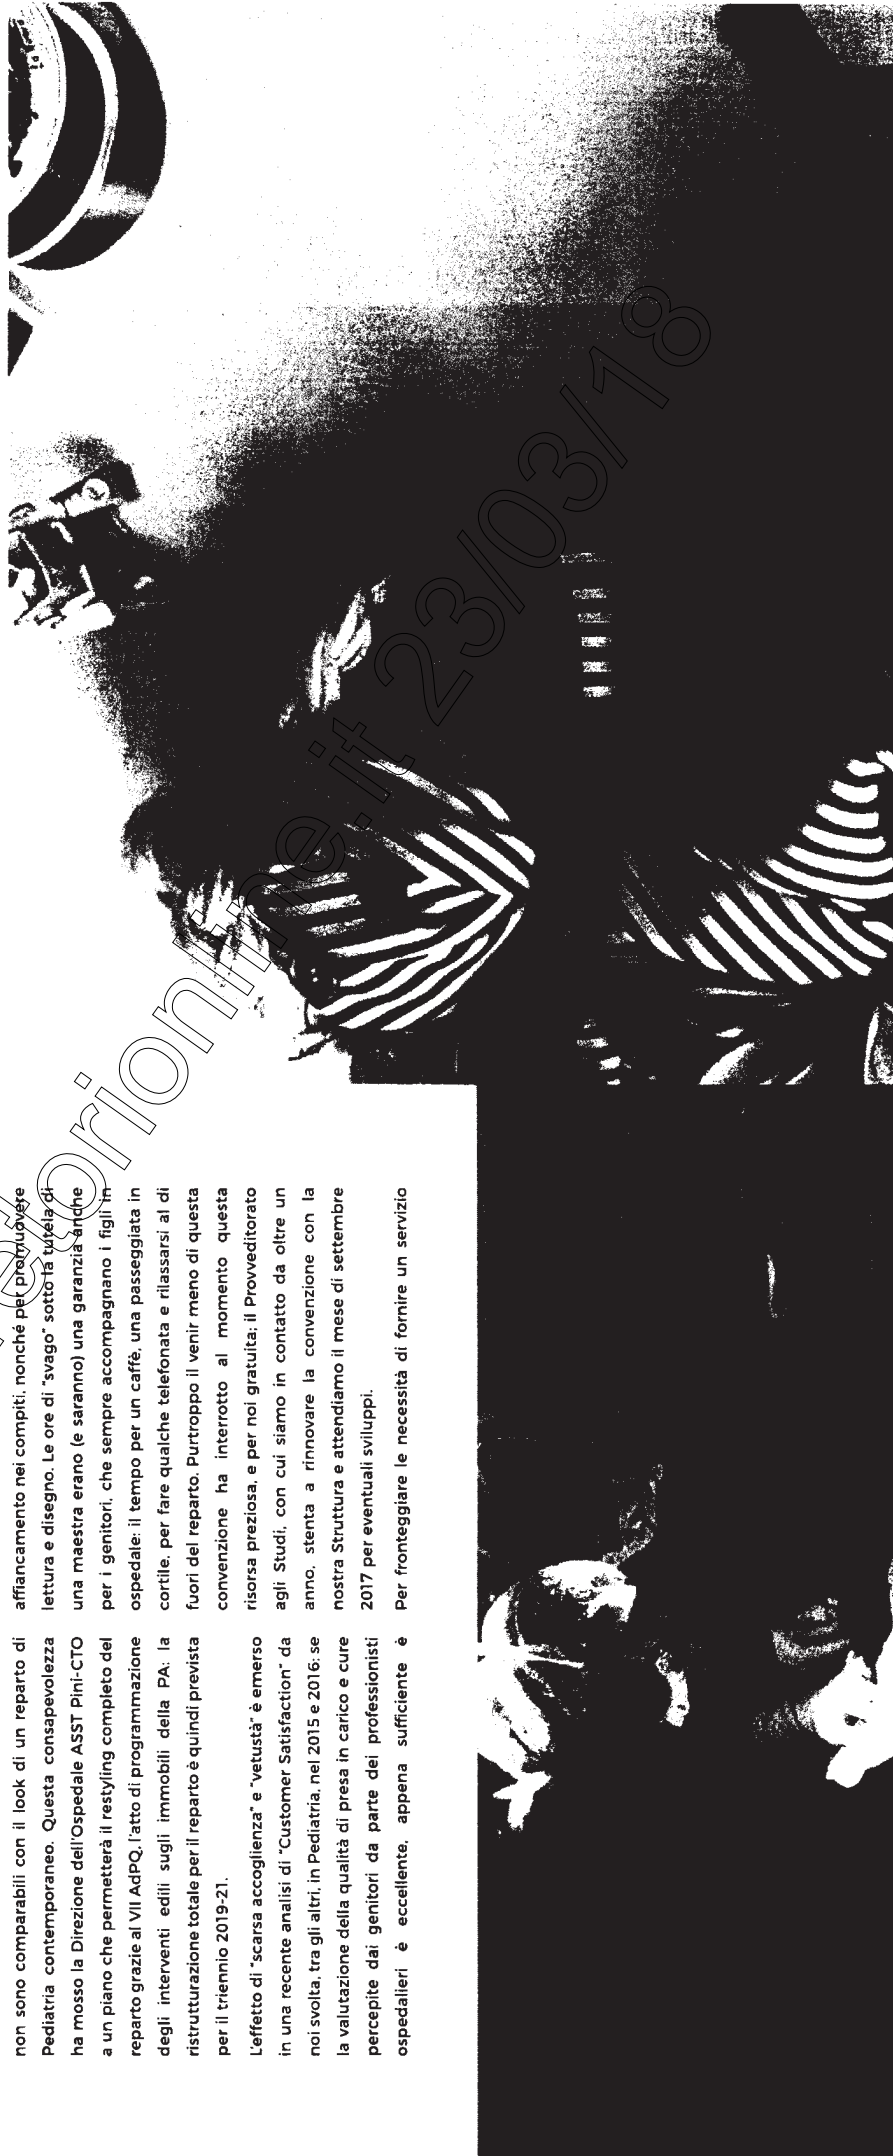 non sono comparabili con il look di un reparto di
Pediatria contemporaneo. Questa consapevolezza
ha mosso la Direzione dell'Ospedale ASST Pini-CTO
a un piano che permetterà il restyling completo del
reparto grazie al VII AdPQ, l'atto di programmazione
degli interventi edili sugli immobili della PA: la
ristrutturazione totale per il reparto è quindi prevista
per il triennio 2019-21.
L'effetto di "scarsa accoglienza" e "vetustà" è emerso
in una recente analisi di "Customer Satisfaction" da
noi svolta, tra gli altri, in Pediatria, nel 2015 e 2016: se
la valutazione della qualità di presa in carico e cure
percepite dai genitori da parte dei professionisti
ospedalieri è eccellente, appena sufficiente è
affiancamento nei compiti, nonché per promuovere
lettura e disegno. Le ore di "svago" sotto la tutela di
una maestra erano (e saranno) una garanzia anche
per i genitori, che sempre accompagnano i figli in
ospedale: il tempo per un caffè, una passeggiata in
cortile, per fare qualche telefonata e rilassarsi al di
fuori del reparto. Purtroppo il venir meno di questa
convenzione ha interrotto al momento questa
risorsa preziosa, e per noi gratuita: il Provveditorato
agli Studi, con cui siamo in contatto da oltre un
anno, stenta a rinnovare la convenzione con la
nostra Struttura e attendiamo il mese di settembre
2017 per eventuali sviluppi.
Per fronteggiare le necessità di fornire un servizio
etorionline.it 23/03/18